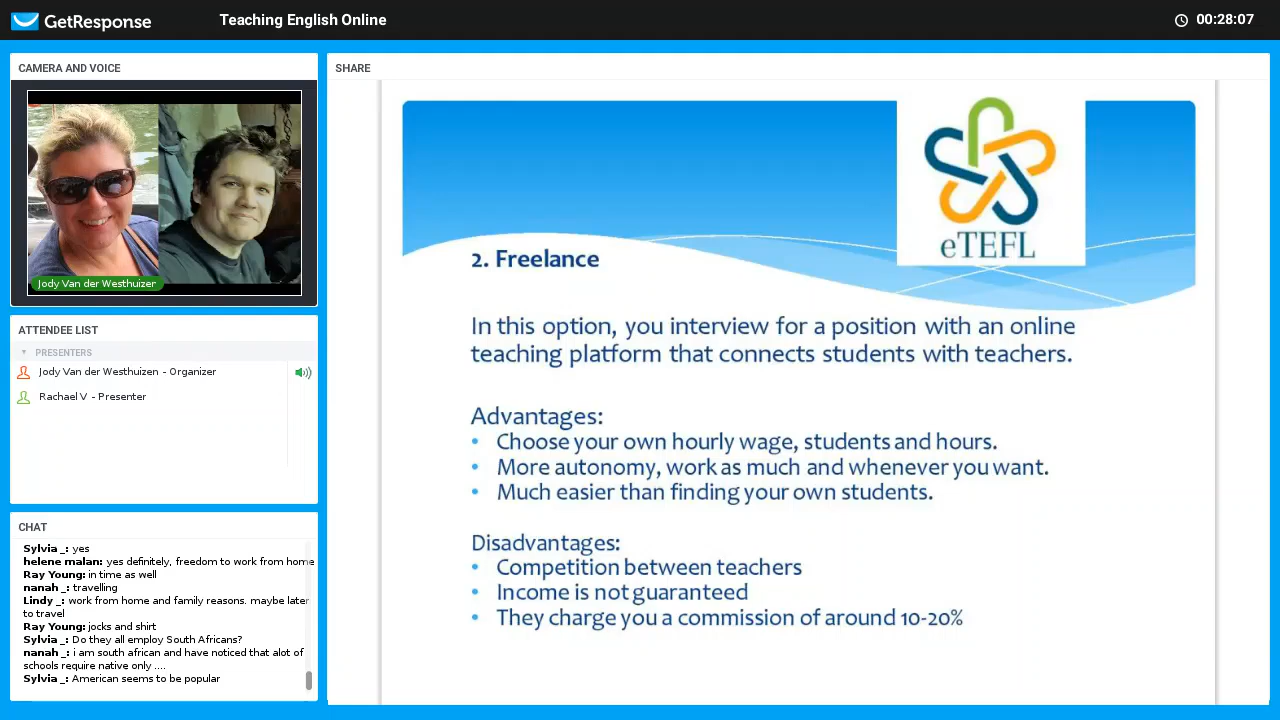 GetResponse
Teaching English Online
00:28:07
CAMERA AND VOICE
Jody Van der Westhuizer
ATTENDEE LIST
PRESENTERS
Jody Van der Westhuizen - Organizer
Rachael V - Presenter
CHAT
Sylvia _: yes
helene malan: yes definitely, freedom to work from home
Ray Young: in time as well
nanah _: travelling
Lindy _: work from home and family reasons. maybe later
to travel
Ray Young: jocks and shirt
Sylvia _: Do they all employ South Africans?
nanah _: i am south african and have noticed that alot of
schools require native only ....
Sylvia _: American seems to be popular
SHARE
eTEFL
2. Freelance
In this option, you interview for a position with an online
teaching platform that connects students with teachers.
Advantages:
• Choose your own hourly wage, students and hours.
• More autonomy, work as much and whenever you want.
• Much easier than finding your own students.
Disadvantages:
• Competition between teachers
• Income is not guaranteed
• They charge you a commission of around 10-20%